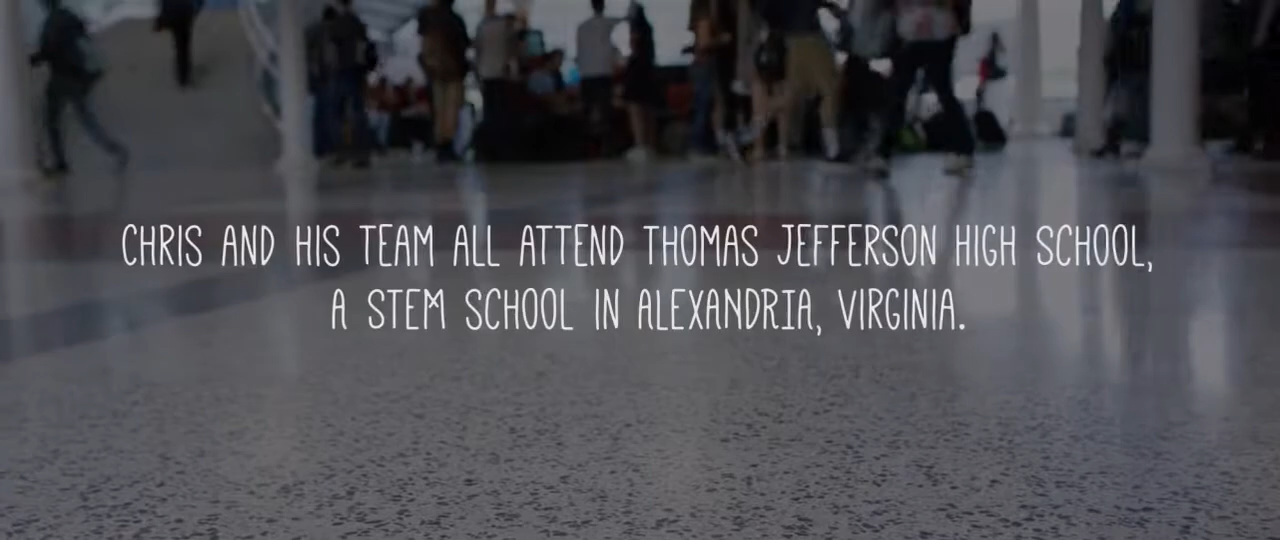 CHRIS AND HIS TEAM ALL ATTEND THOMAS JEFFERSON HIGH SCHOOL,
A STEM SCHOOL IN ALEXANDRIA, VIRGINIA.